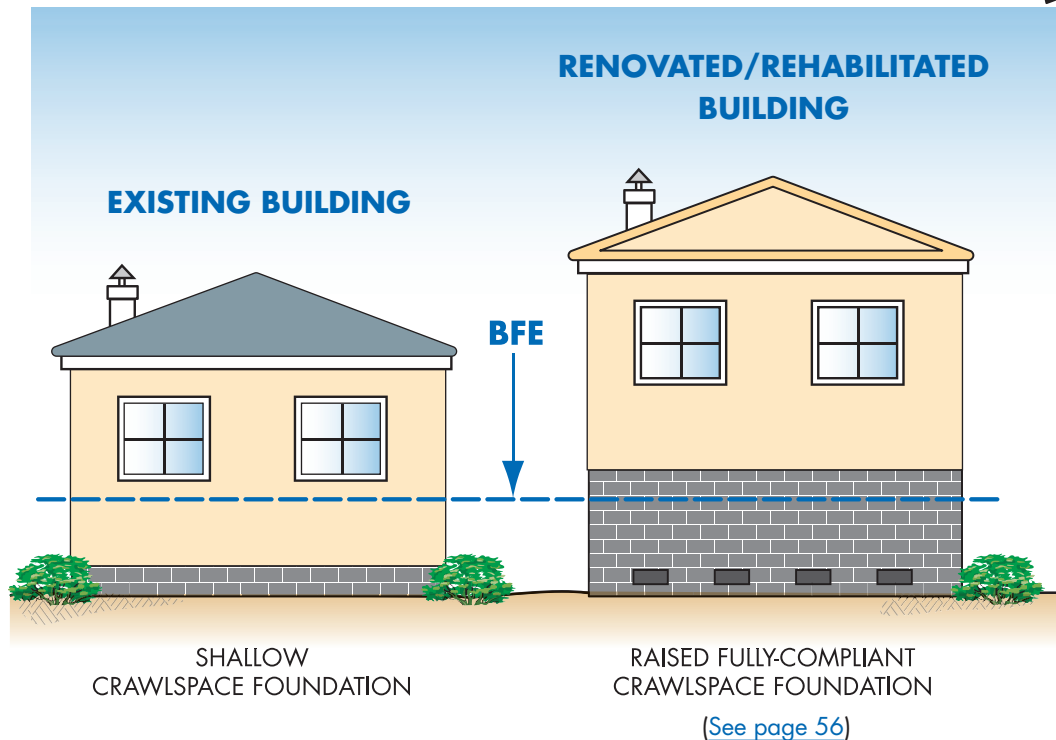 RENOVATED/REHABILITATED
BUILDING
EXISTING BUILDING
BFE
SHALLOW
CRAWLSPACE FOUNDATION
RAISED FULLY-COMPLIANT
CRAWLSPACE FOUNDATION
(See page 56)